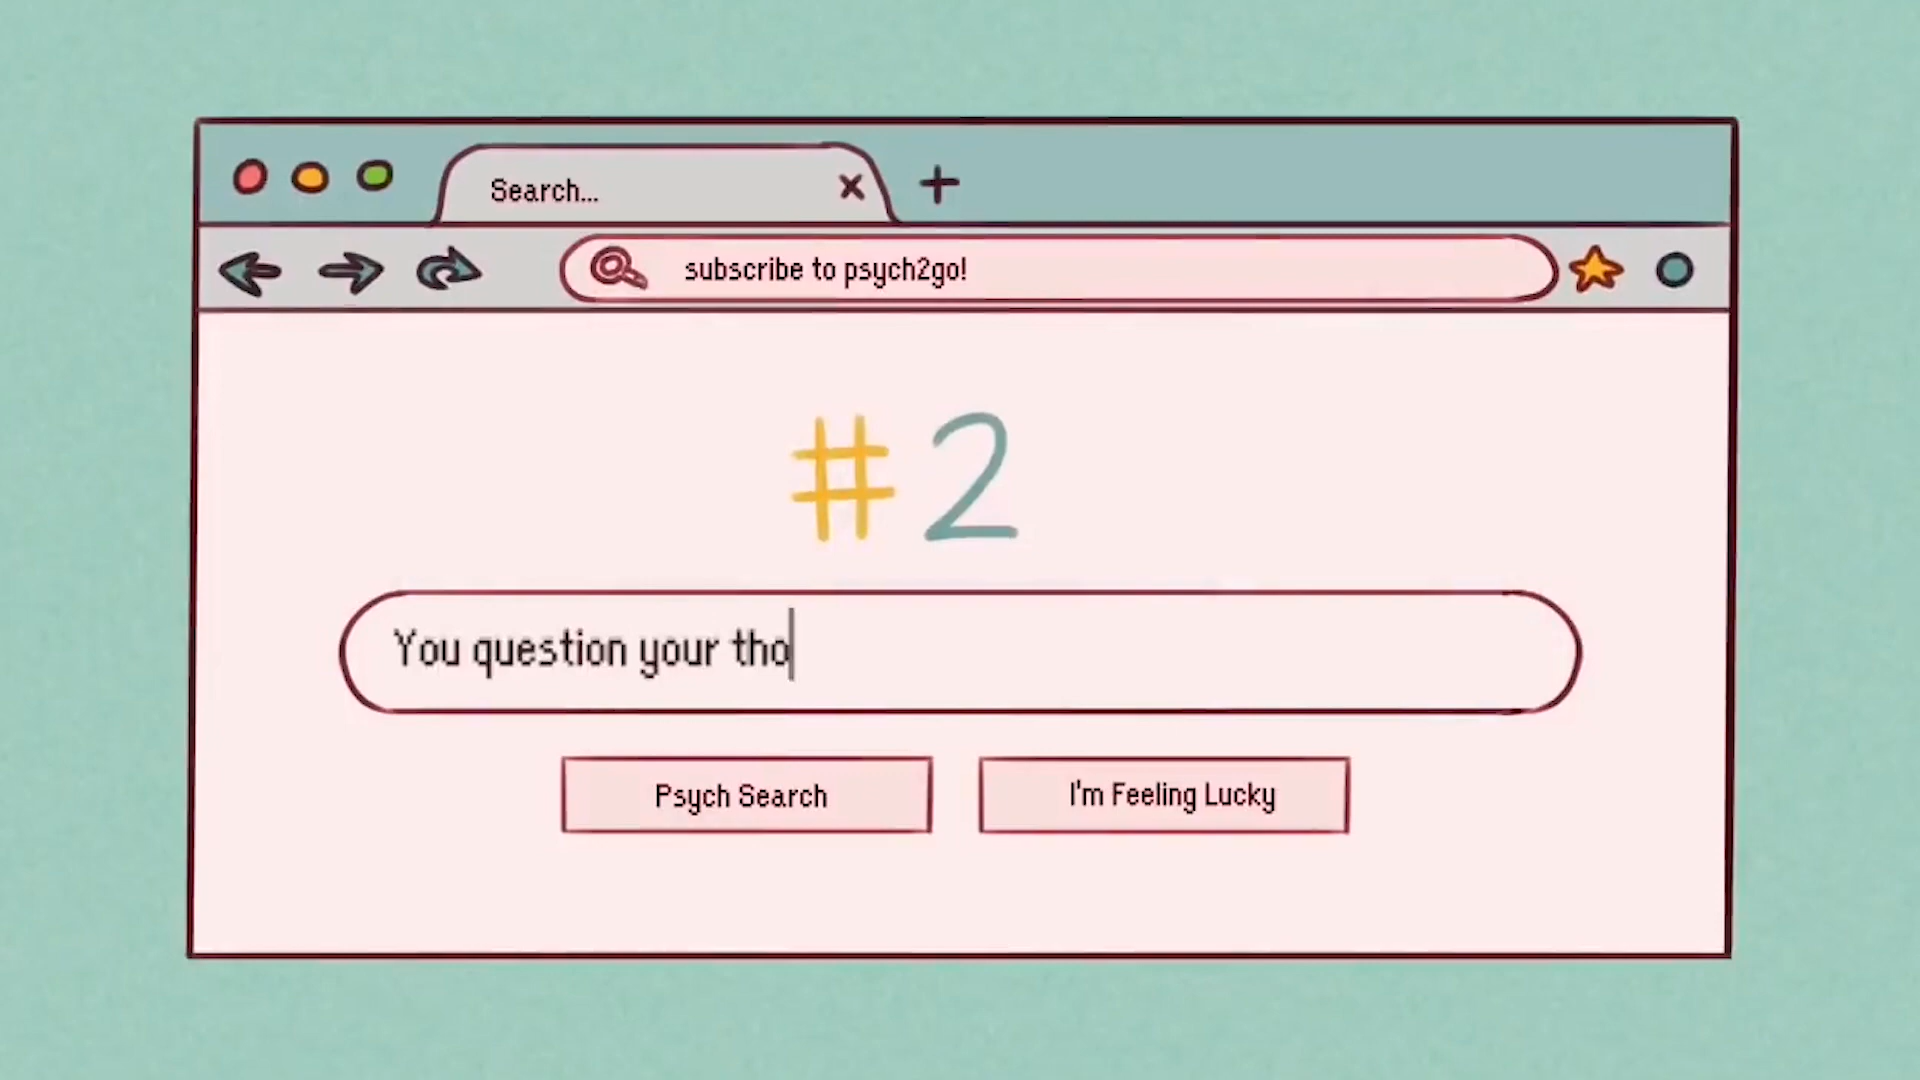 Search...
subscribe to psych2go!
#2
You question your tho
Psych Search
I'm Feeling Lucky